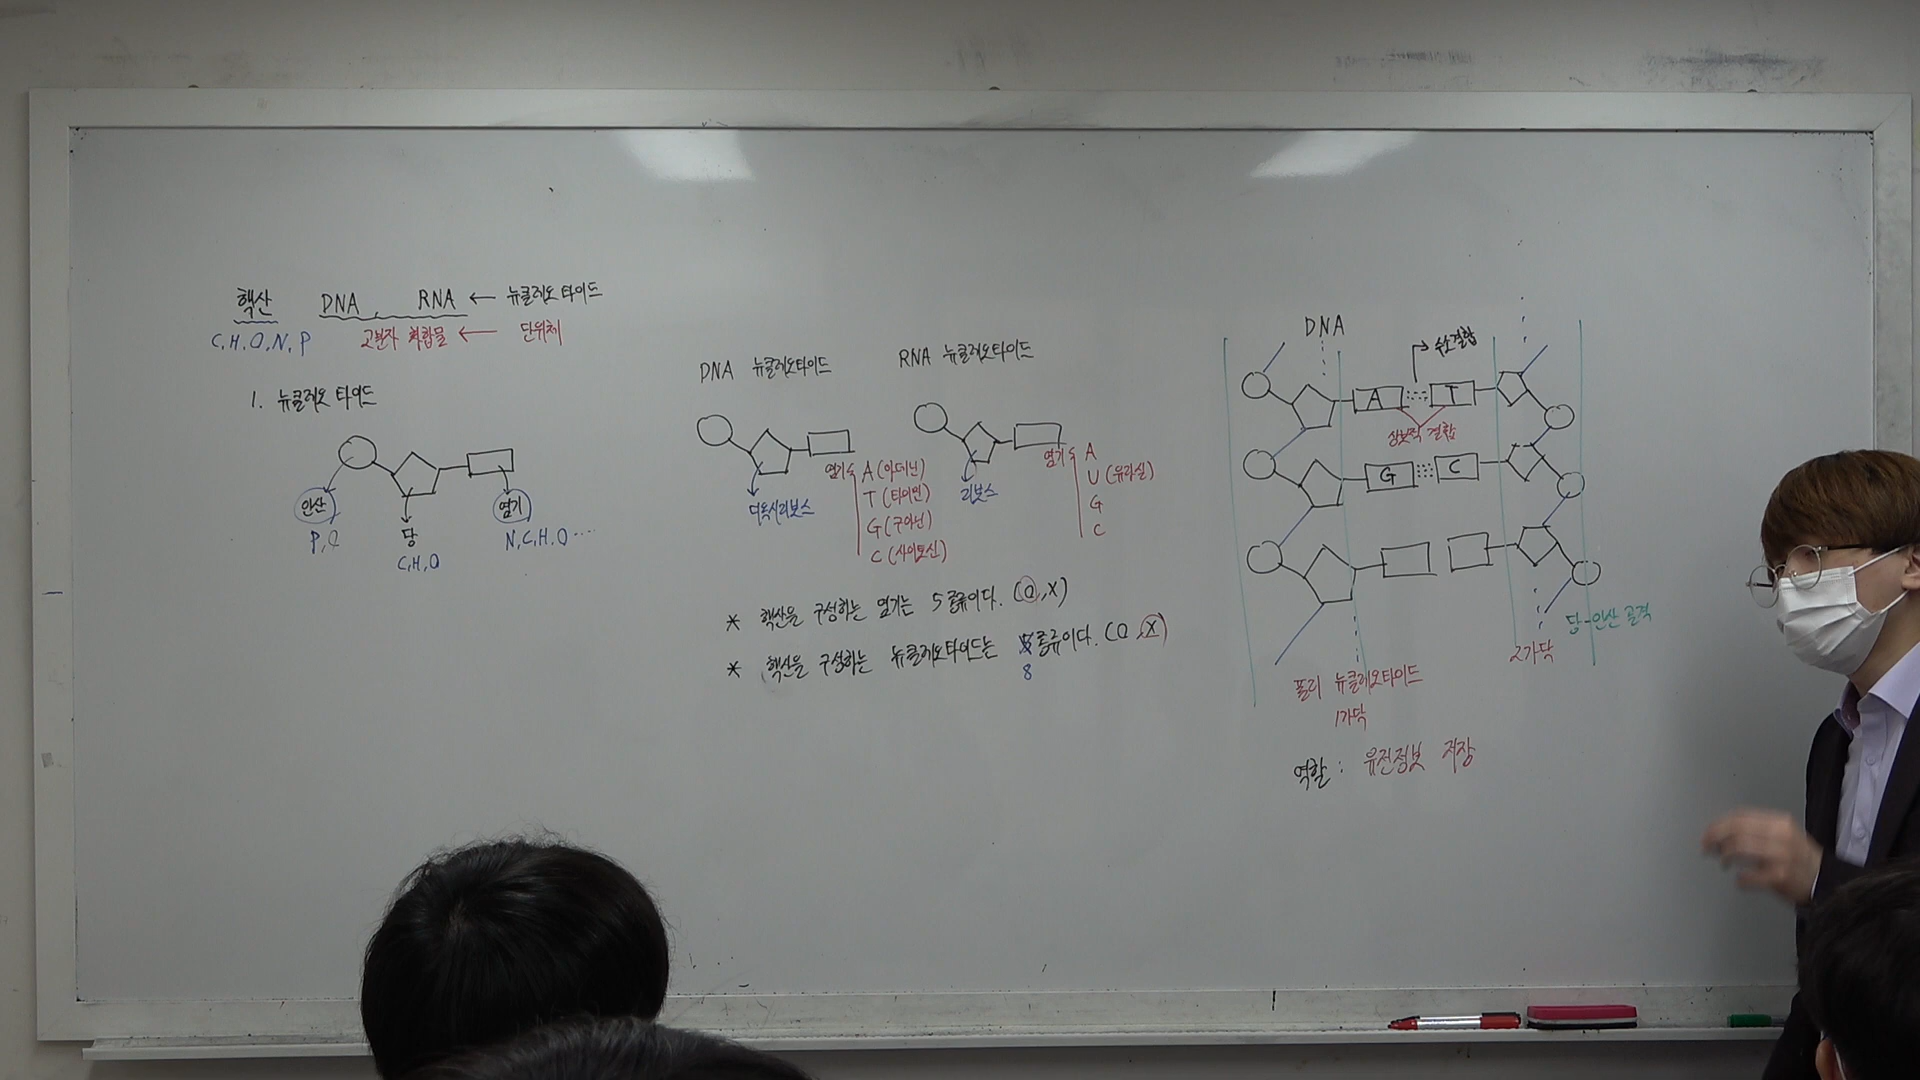 핵산 DNA, RNA ← 뉴클레오타이드
C,H,O,N,P 고분자 화합물 ← 단위체
1. 뉴클레오타이드
인산 당 염기
P,O C,H,O N,C,H,O····
DNA 뉴클레오타이드
디옥시리보스
염기
A (아데닌)
T (타이민)
G (구아닌)
C (사이토신)
RNA 뉴클레오타이드
리보스
염기
A
U (유라실)
G
C
* 핵산을 구성하는 염기는 5종류이다. (O,X)
* 핵산을 구성하는 뉴클레오타이드는 종류이다. (O,X)
8
DNA
수소결합
A T
상보적 결합
G C
당-인산 골격
2가닥
폴리 뉴클레오타이드
1가닥
역할 : 유전정보 저장